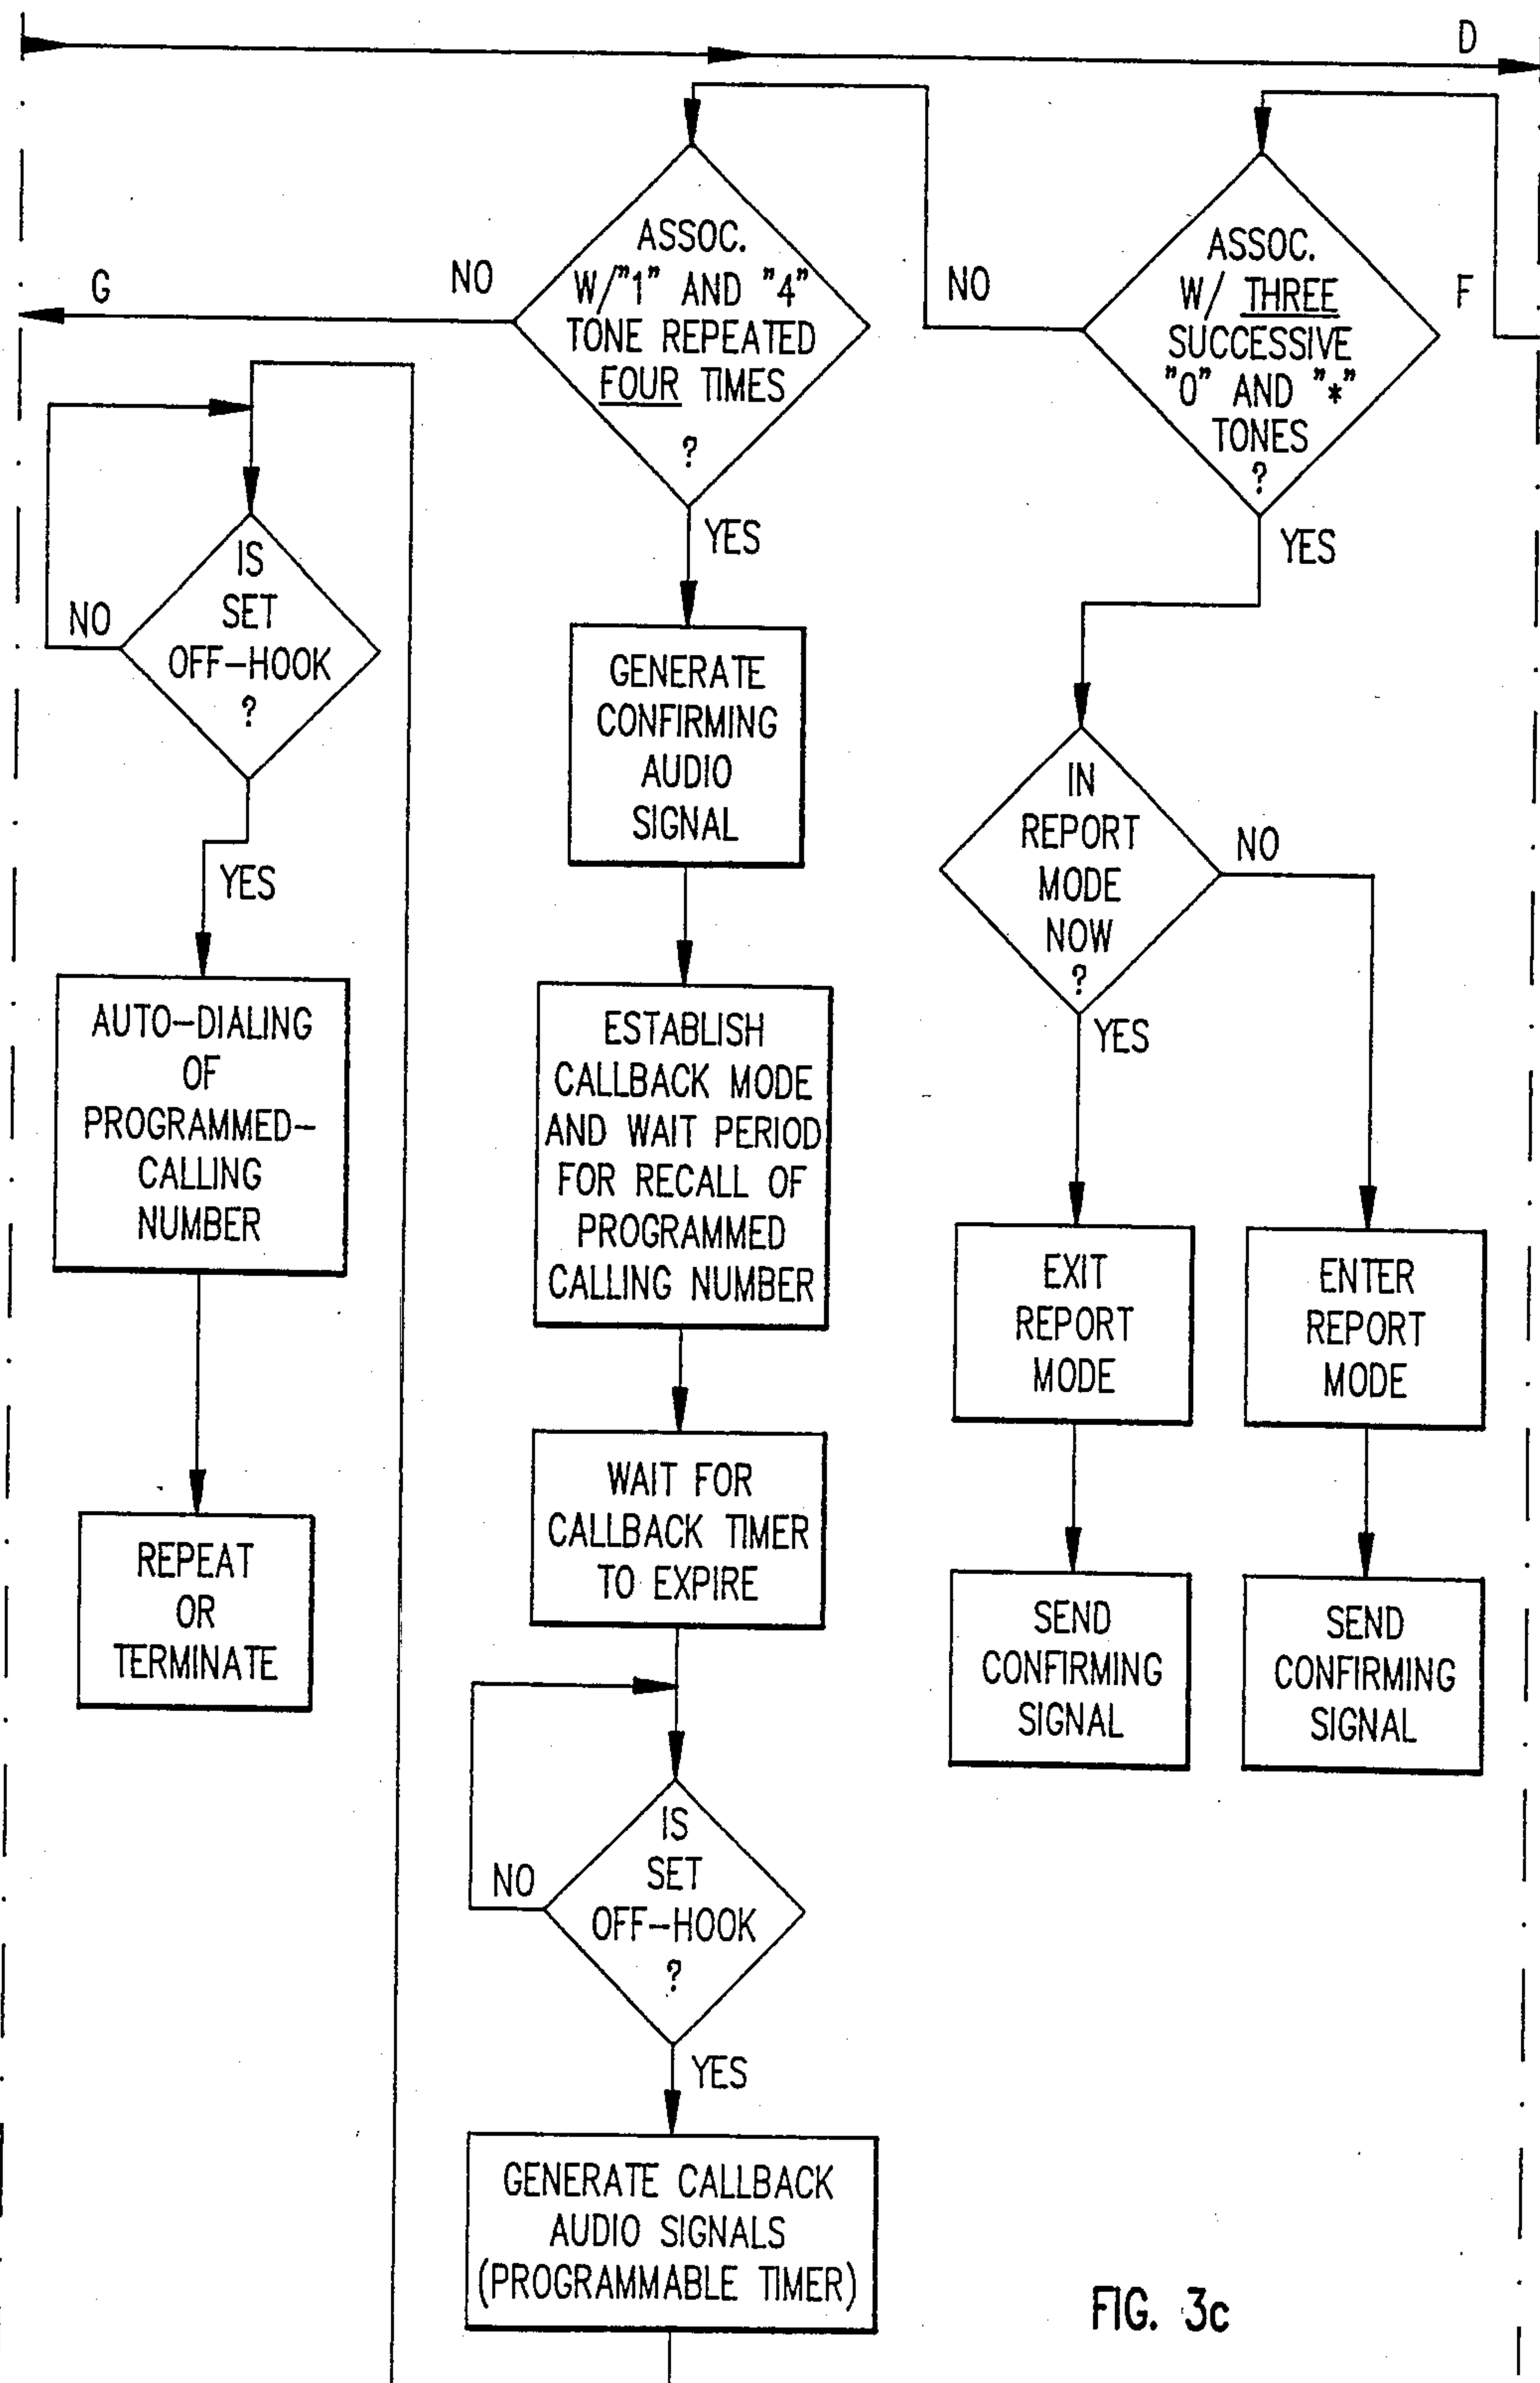 D
ASSOC.
W/"1" AND "4"
TONE REPEATED
FOUR TIMES
?
NO
G
YES
ASSOC.
W/ THREE
SUCCESSIVE
"0" AND "*"
TONES
?
NO
F
YES
IS
SET
OFF-HOOK
?
NO
YES
AUTO-DIALING
OF
PROGRAMMED-
CALLING
NUMBER
REPEAT
OR
TERMINATE
GENERATE
CONFIRMING
AUDIO
SIGNAL
ESTABLISH
CALLBACK MODE
AND WAIT PERIOD
FOR RECALL OF
PROGRAMMED
CALLING NUMBER
WAIT FOR
CALLBACK TIMER
TO EXPIRE
IS
SET
OFF-HOOK
?
NO
YES
GENERATE CALLBACK
AUDIO SIGNALS
(PROGRAMMABLE TIMER)
IN
REPORT
MODE
NOW
?
NO
YES
EXIT
REPORT
MODE
ENTER
REPORT
MODE
SEND
CONFIRMING
SIGNAL
SEND
CONFIRMING
SIGNAL
FIG. 3c